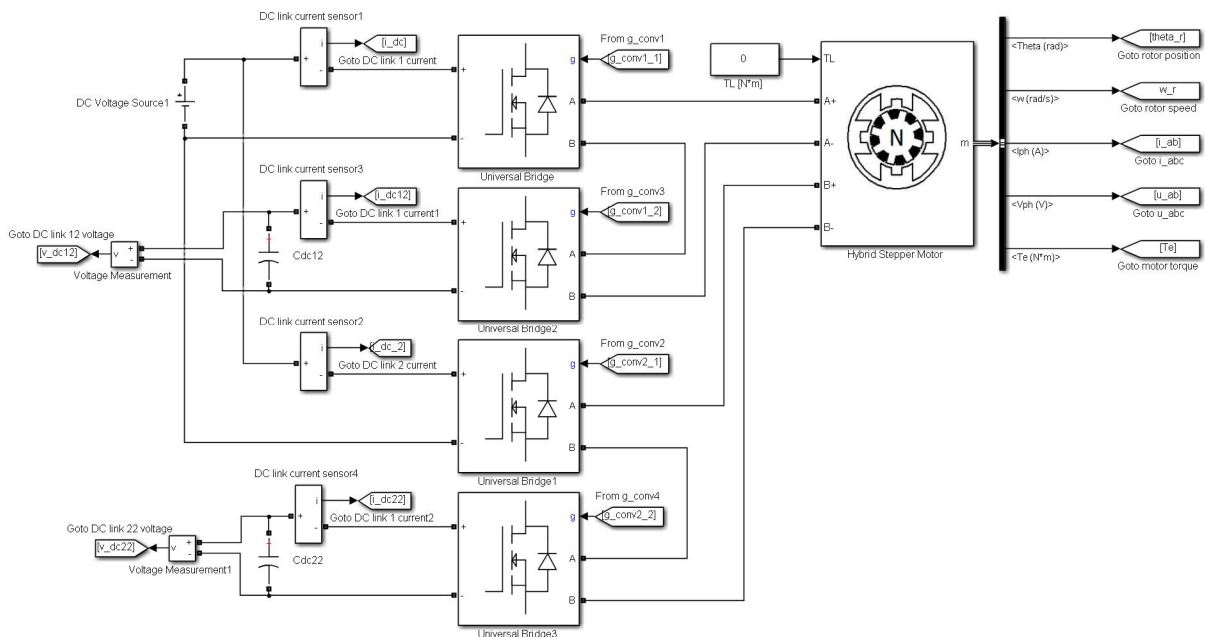 DC link current sensor1
i
[i_dc]
+
-
Goto DC link 1 current
DC Voltage Source1
+
From g_conv1
[g_conv1_1]
+
-
g
A
B
Universal Bridge
0
TL [N*m]
TL
A+
A-
B+
B-
N
m
Hybrid Stepper Motor
<Theta (rad)>
[theta_r]
Goto rotor position
<w (rad/s)>
w_r
Goto rotor speed
<Iph (A)>
[i_ab]
Goto i_abc
<Vph (V)>
[u_ab]
Goto u_abc
<Te (N*m)>
[Te]
Goto motor torque
DC link current sensor3
i
[i_dc12]
+
-
Goto DC link 1 current1
From g_conv3
[g_conv1_2]
+
-
g
A
B
Universal Bridge2
Goto DC link 12 voltage
[v_dc12]
v
+
-
Voltage Measurement
+
Cdc12
DC link current sensor2
i
[i_dc_2]
+
-
Goto DC link 2 current
From g_conv2
[g_conv2_1]
+
-
g
A
B
Universal Bridge1
DC link current sensor4
i
[i_dc22]
+
-
Goto DC link 1 current2
From g_conv4
[g_conv2_2]
+
-
g
A
B
Universal Bridge3
Goto DC link 22 voltage
[v_dc22]
v
+
-
Voltage Measurement1
+
Cdc22